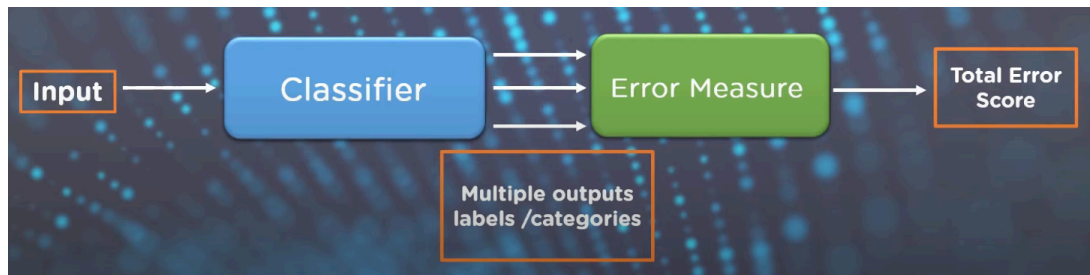 Input
Classifier
Error Measure
Total Error
Score
Multiple outputs
labels /categories